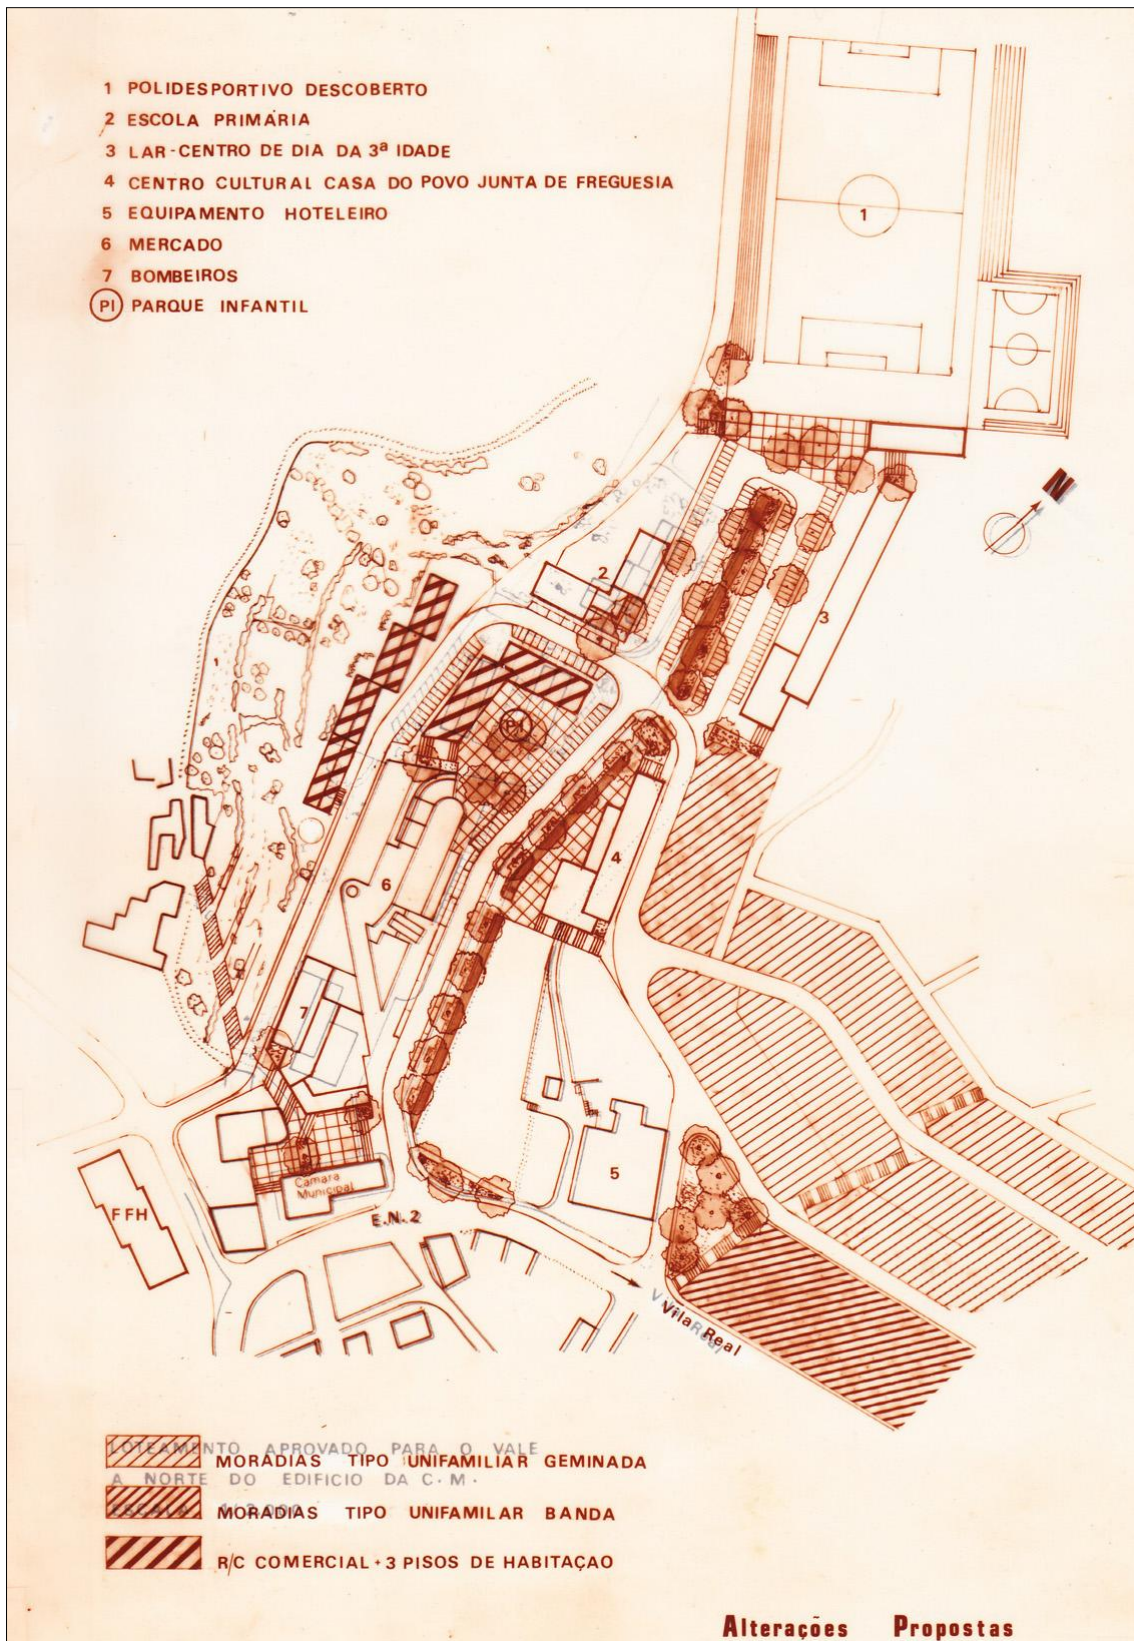 1 POLIDESPORTIVO DESCOBERTO
2 ESCOLA PRIMÁRIA
3 LAR-CENTRO DE DIA DA 3ª IDADE
4 CENTRO CULTURAL CASA DO POVO JUNTA DE FREGUESIA
5 EQUIPAMENTO HOTELEIRO
6 MERCADO
7 BOMBEIROS
PI PARQUE INFANTIL
1
N
2
3
PI
4
6
7
5
Câmara
Municipal
FFH
E.N.2
Vila Real
LOTEAMENTO APROVADO PARA O VALE
MORADIAS TIPO UNIFAMILIAR GEMINADA
A NORTE DO EDIFICIO DA C.M.
MORADIAS TIPO UNIFAMILAR BANDA
R/C COMERCIAL + 3 PISOS DE HABITAÇAO
Alterações Propostas